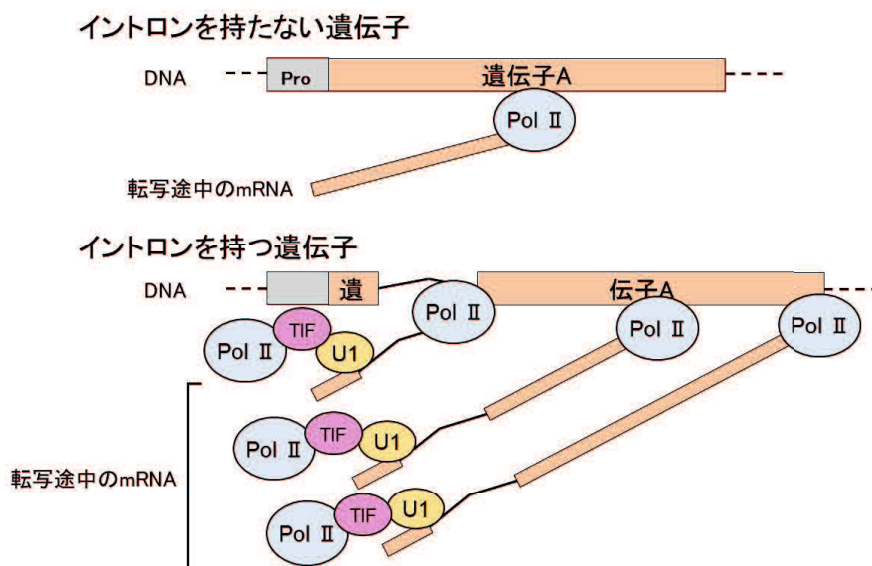 イントロンを持たない遺伝子
DNA
Pro
遺伝子A
Pol Ⅱ
転写途中のmRNA
イントロンを持つ遺伝子
DNA
遺
伝子A
Pol Ⅱ
Pol Ⅱ
Pol Ⅱ
TIF
Pol Ⅱ
U1
TIF
Pol Ⅱ
U1
転写途中のmRNA
TIF
U1
Pol Ⅱ